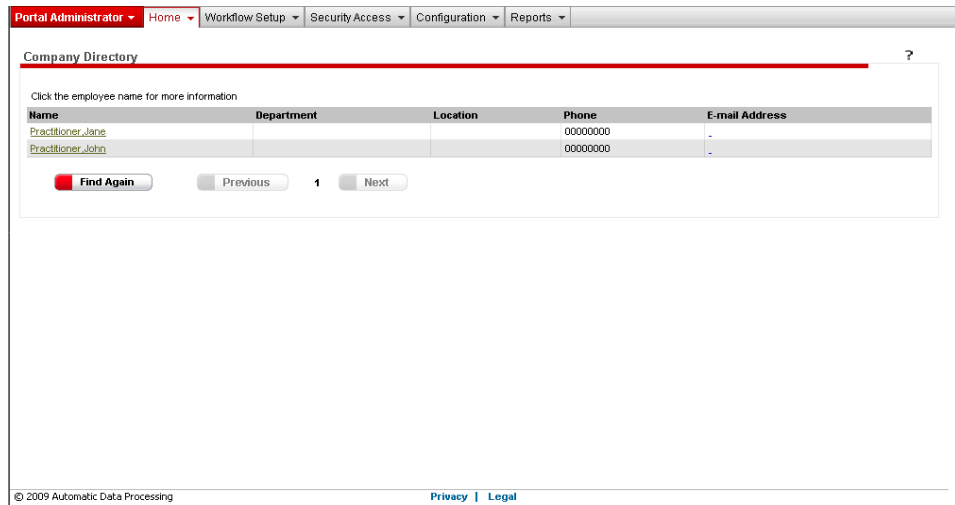 Portal Administrator Home Workflow Setup Security Access Configuration Reports
Company Directory ?
Click the employee name for more information
Name Department Location Phone E-mail Address
Practitioner,Jane 00000000 -
Practitioner,John 00000000 -
Find Again Previous 1 Next
© 2009 Automatic Data Processing Privacy | Legal